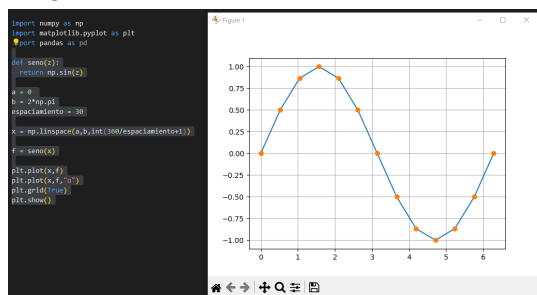 import numpy as np
import matplotlib.pyplot as plt
import pandas as pd
def seno(z):
return np.sin(z)
a = 0
b = 2*np.pi
espaciamiento = 30
x = np.linspace(a,b,int(360/espaciamiento+1))
f = seno(x)
plt.plot(x,f)
plt.plot(x,f,"o")
plt.grid(True)
plt.show()
Figure 1
1.00
0.75
0.50
0.25
0.00
−0.25
−0.50
−0.75
−1.00
0 1 2 3 4 5 6